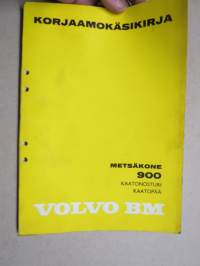 KORJAAMOKÄSIKIRJA
METSÄKONE
900
KAATONOSTURI
KAATOPÄÄ
VOLVO BM